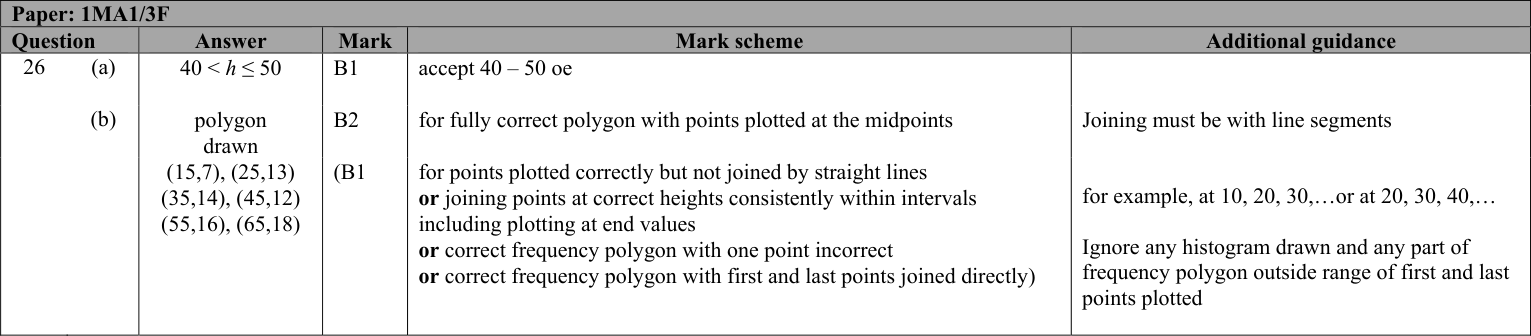 Paper: 1MA1/3F
Question Answer Mark Mark scheme Additional guidance
26 (a) 40 < h ≤ 50 B1 accept 40 – 50 oe
(b) polygon B2 for fully correct polygon with points plotted at the midpoints Joining must be with line segments
drawn
(15,7), (25,13) (B1 for points plotted correctly but not joined by straight lines
(35,14), (45,12) or joining points at correct heights consistently within intervals for example, at 10, 20, 30,…or at 20, 30, 40,…
(55,16), (65,18) including plotting at end values
or correct frequency polygon with one point incorrect Ignore any histogram drawn and any part of
or correct frequency polygon with first and last points joined directly) frequency polygon outside range of first and last
points plotted